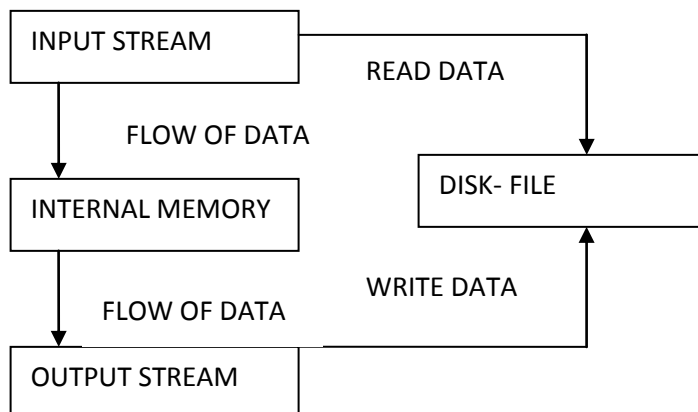 INPUT STREAM
READ DATA
FLOW OF DATA
DISK- FILE
INTERNAL MEMORY
WRITE DATA
FLOW OF DATA
OUTPUT STREAM